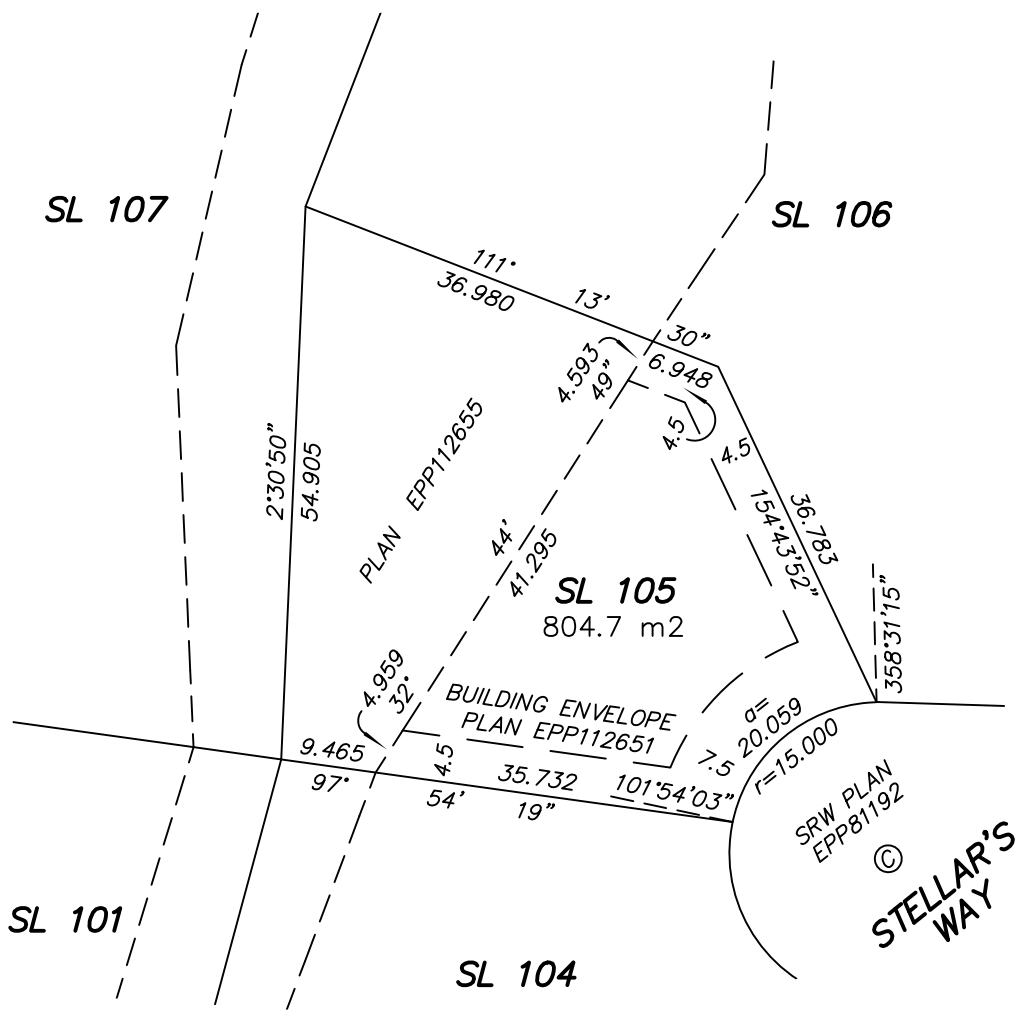 SL 107
SL 106
111°
36.980
13'
30"
6.948
4.593
49"
4.5
4.5
PLAN EPP112655
2°30'50"
54.905
36.783
154°43'52"
44'
41.295
SL 105
804.7 m2
358°31'15"
4.959
32°
BUILDING ENVELOPE
PLAN EPP112651
a=
20.059
r=15.000
7.5
9.465
97°
4.5
35.732
101°54'03"
54'
19"
SRW PLAN
EPP81192
C
STELLAR'S
WAY
SL 101
SL 104